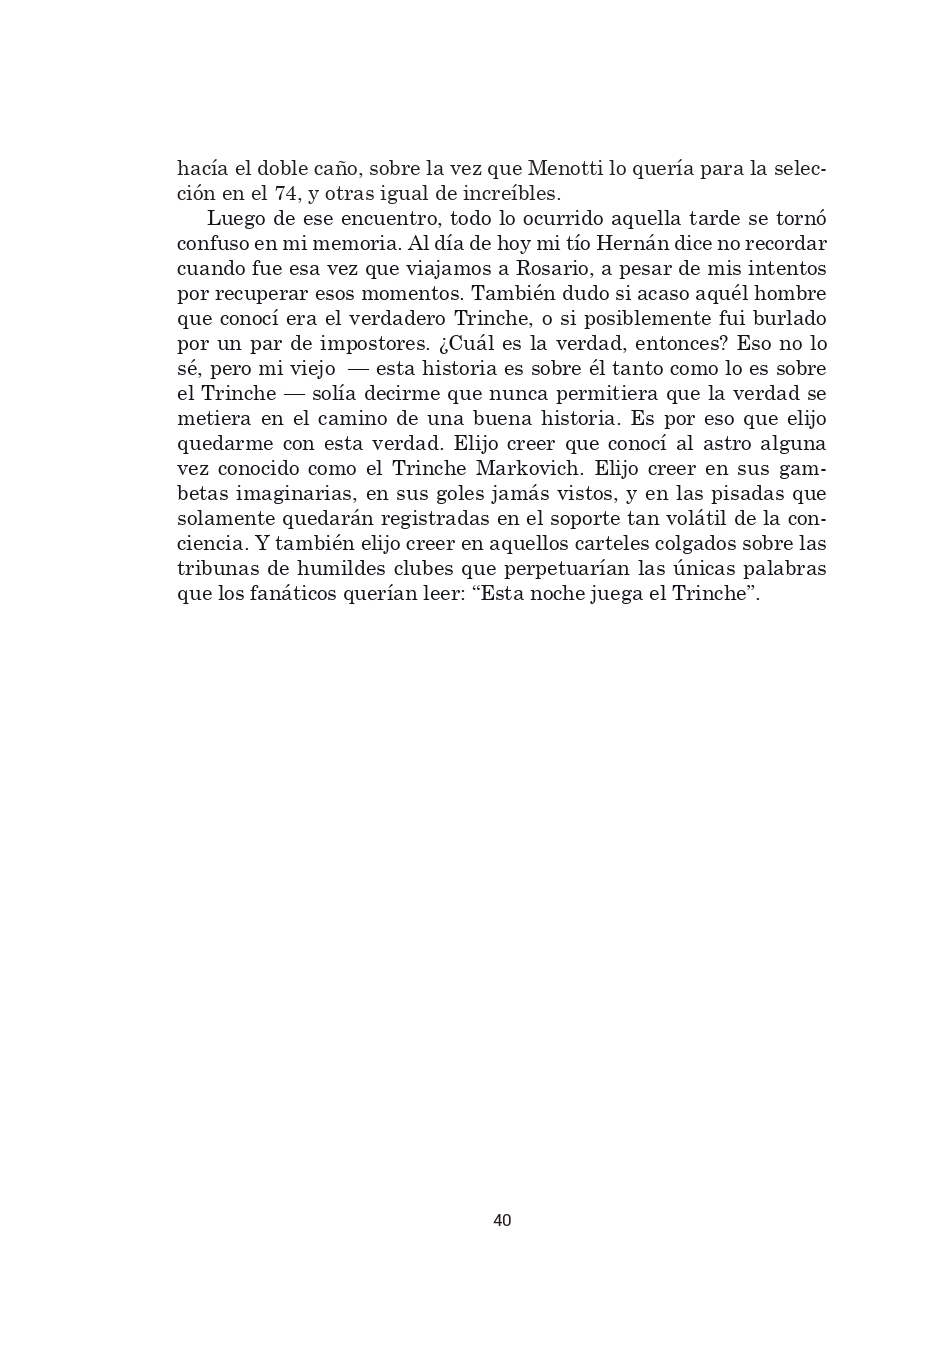 hacía el doble caño, sobre la vez que Menotti lo quería para la selec-
ción en el 74, y otras igual de increíbles.
Luego de ese encuentro, todo lo ocurrido aquella tarde se tornó
confuso en mi memoria. Al día de hoy mi tío Hernán dice no recordar
cuando fue esa vez que viajamos a Rosario, a pesar de mis intentos
por recuperar esos momentos. También dudo si acaso aquél hombre
que conocí era el verdadero Trinche, o si posiblemente fui burlado
por un par de impostores. ¿Cuál es la verdad, entonces? Eso no lo
sé, pero mi viejo  — esta historia es sobre él tanto como lo es sobre
el Trinche — solía decirme que nunca permitiera que la verdad se
metiera en el camino de una buena historia. Es por eso que elijo
quedarme con esta verdad. Elijo creer que conocí al astro alguna
vez conocido como el Trinche Markovich. Elijo creer en sus gam-
betas imaginarias, en sus goles jamás vistos, y en las pisadas que
solamente quedarán registradas en el soporte tan volátil de la con-
ciencia. Y también elijo creer en aquellos carteles colgados sobre las
tribunas de humildes clubes que perpetuarían las únicas palabras
que los fanáticos querían leer: “Esta noche juega el Trinche”.
40